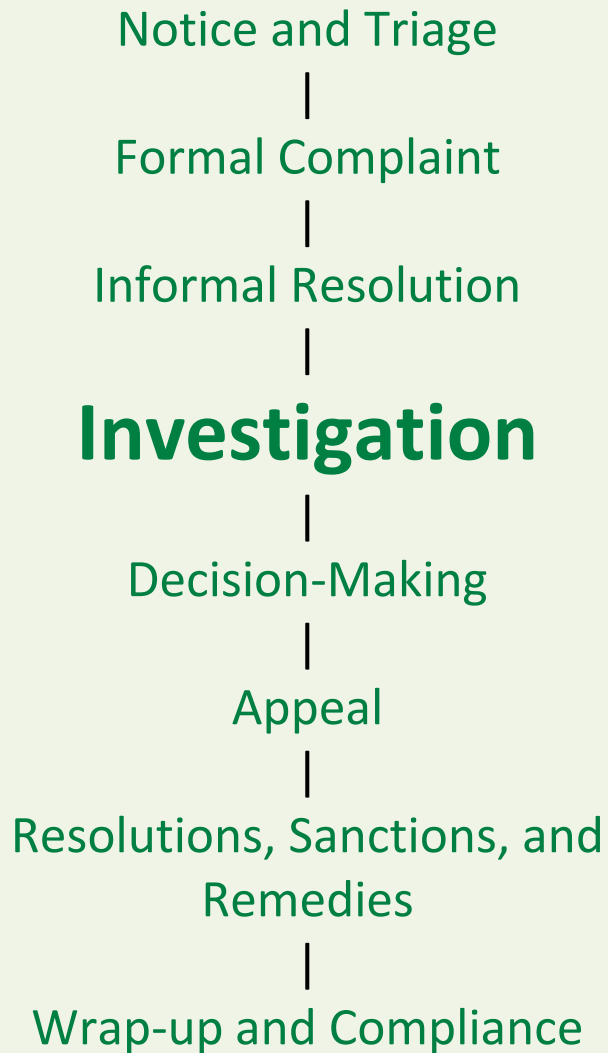 Notice and Triage
Formal Complaint
Informal Resolution
Investigation
Decision-Making
Appeal
Resolutions, Sanctions, and
Remedies
Wrap-up and Compliance